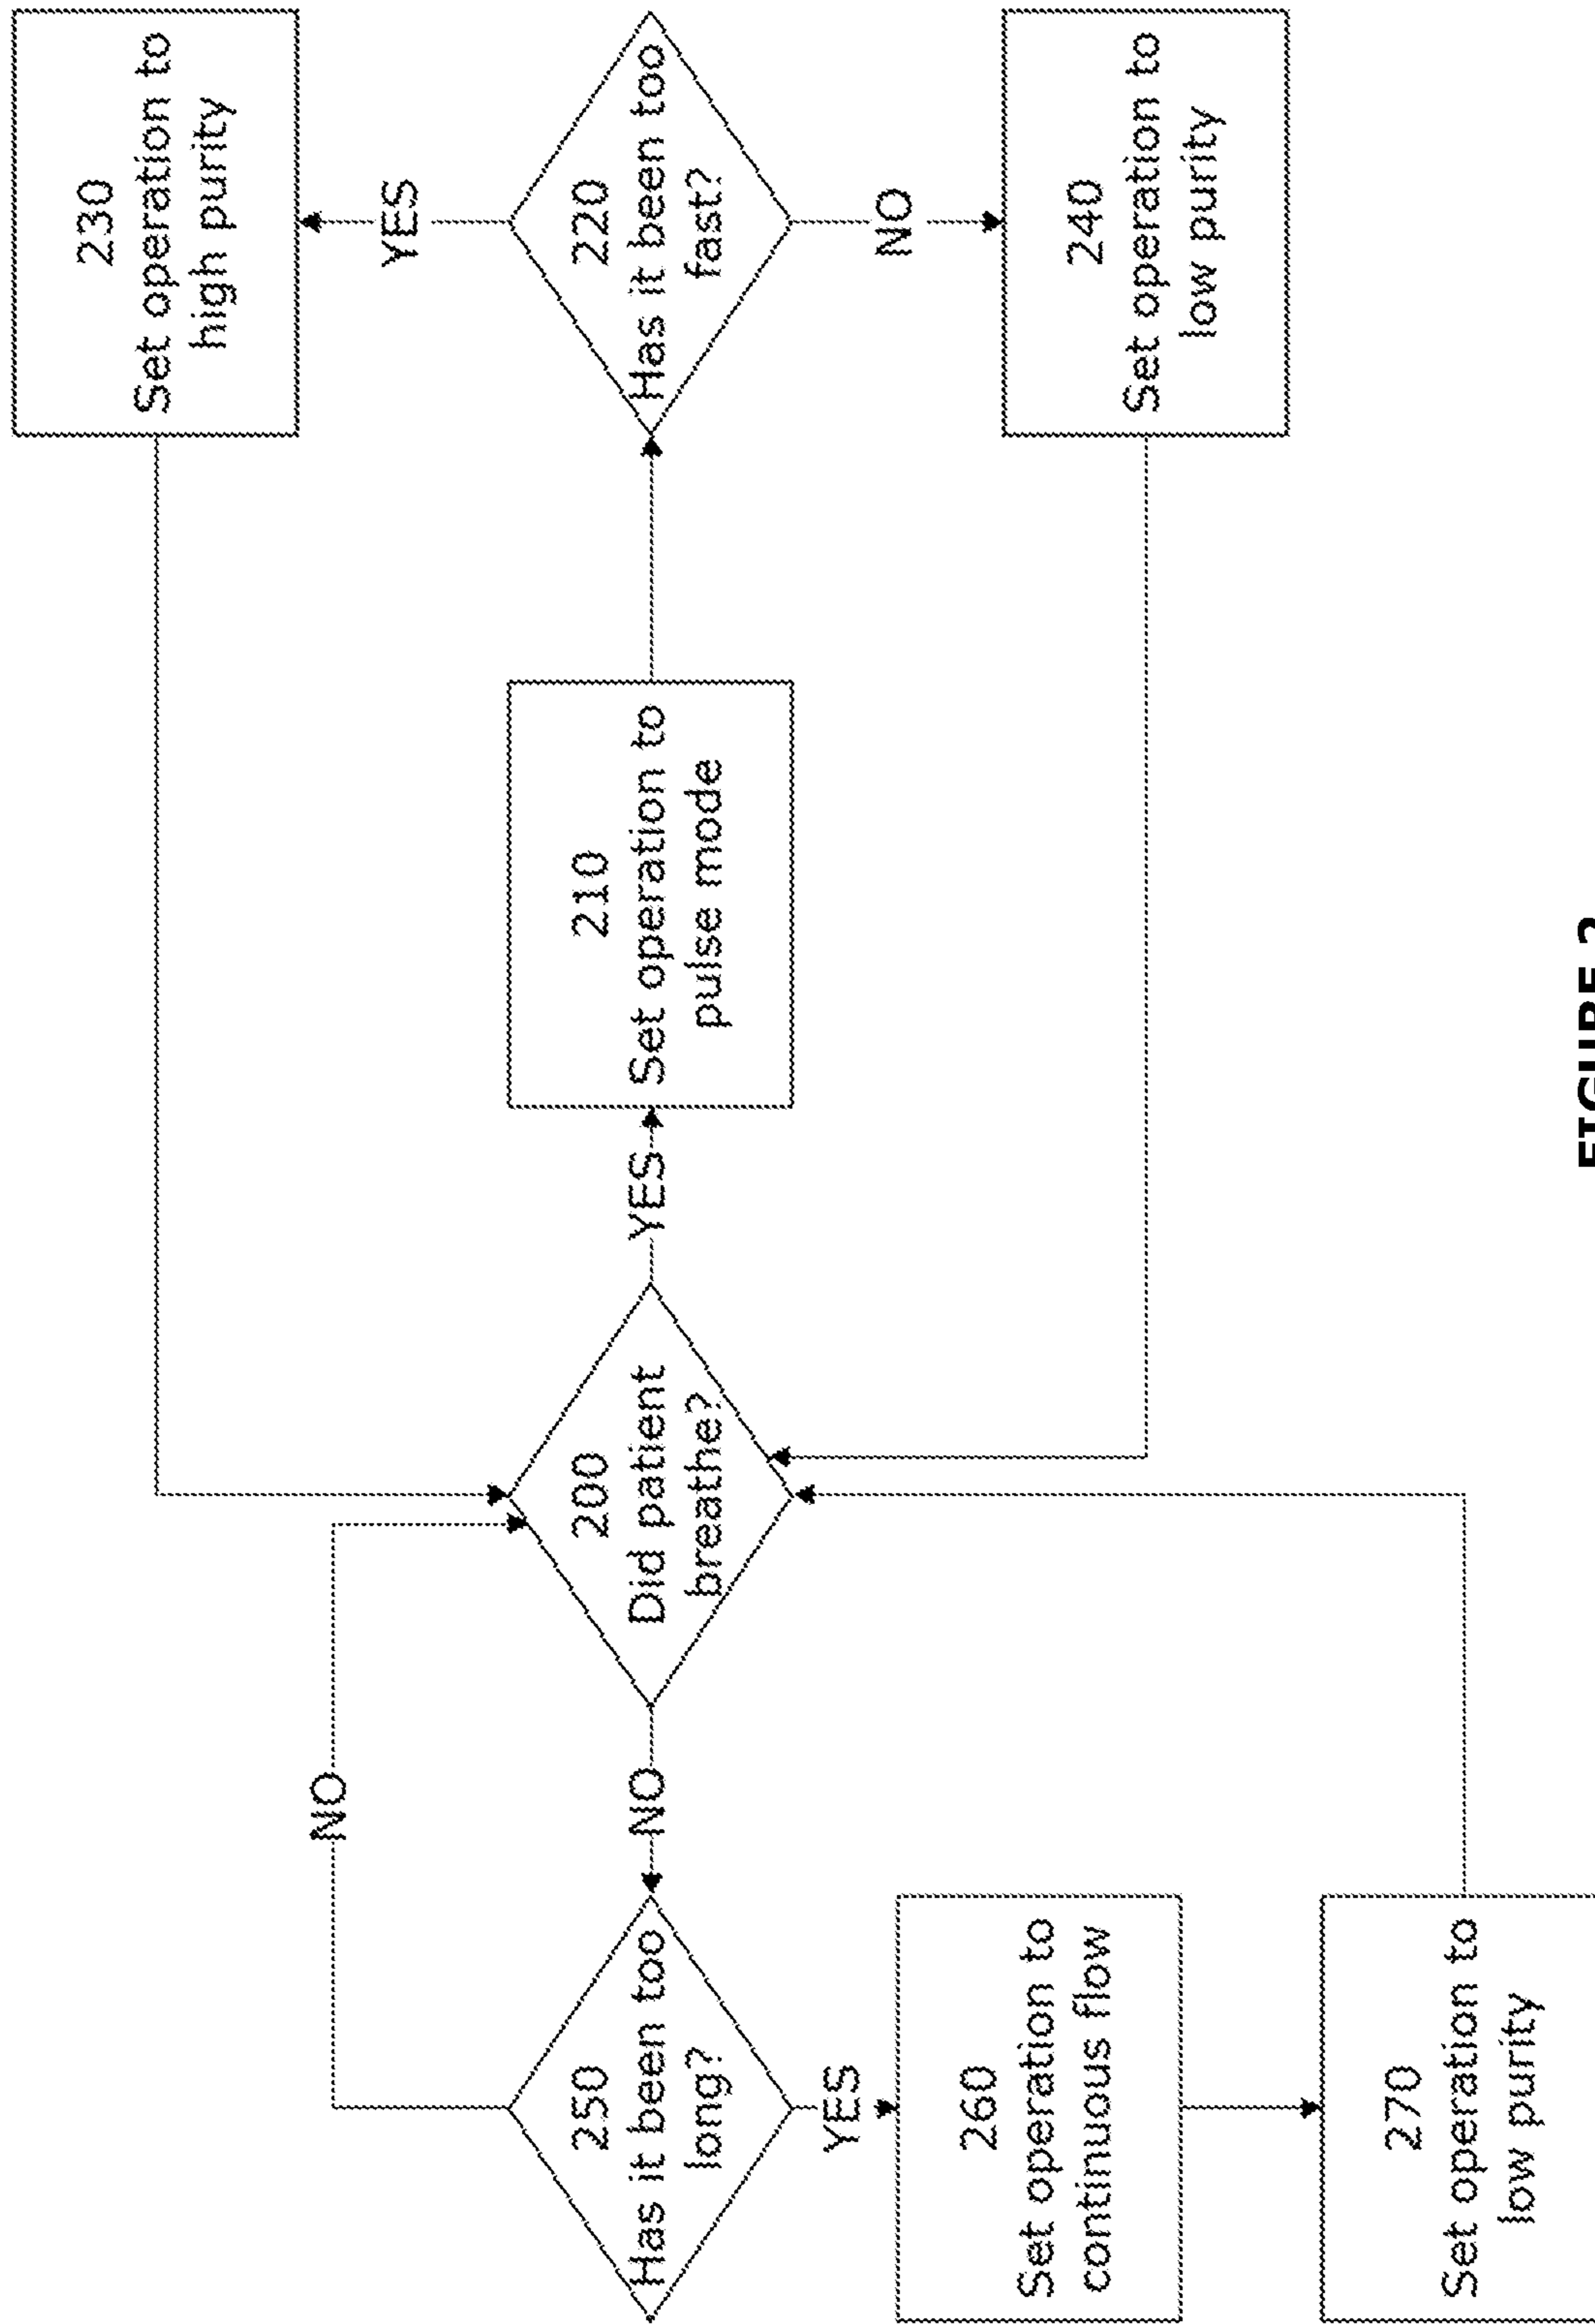 230
Set operation to
high purity
NO
YES
250
Has it been too
long?
NO
200
Did patient
breathe?
YES
210
Set operation to
pulse mode
220
Has it been too
fast?
YES
NO
260
Set operation to
continuous flow
240
Set operation to
low purity
270
Set operation to
low purity
FIGURE 2